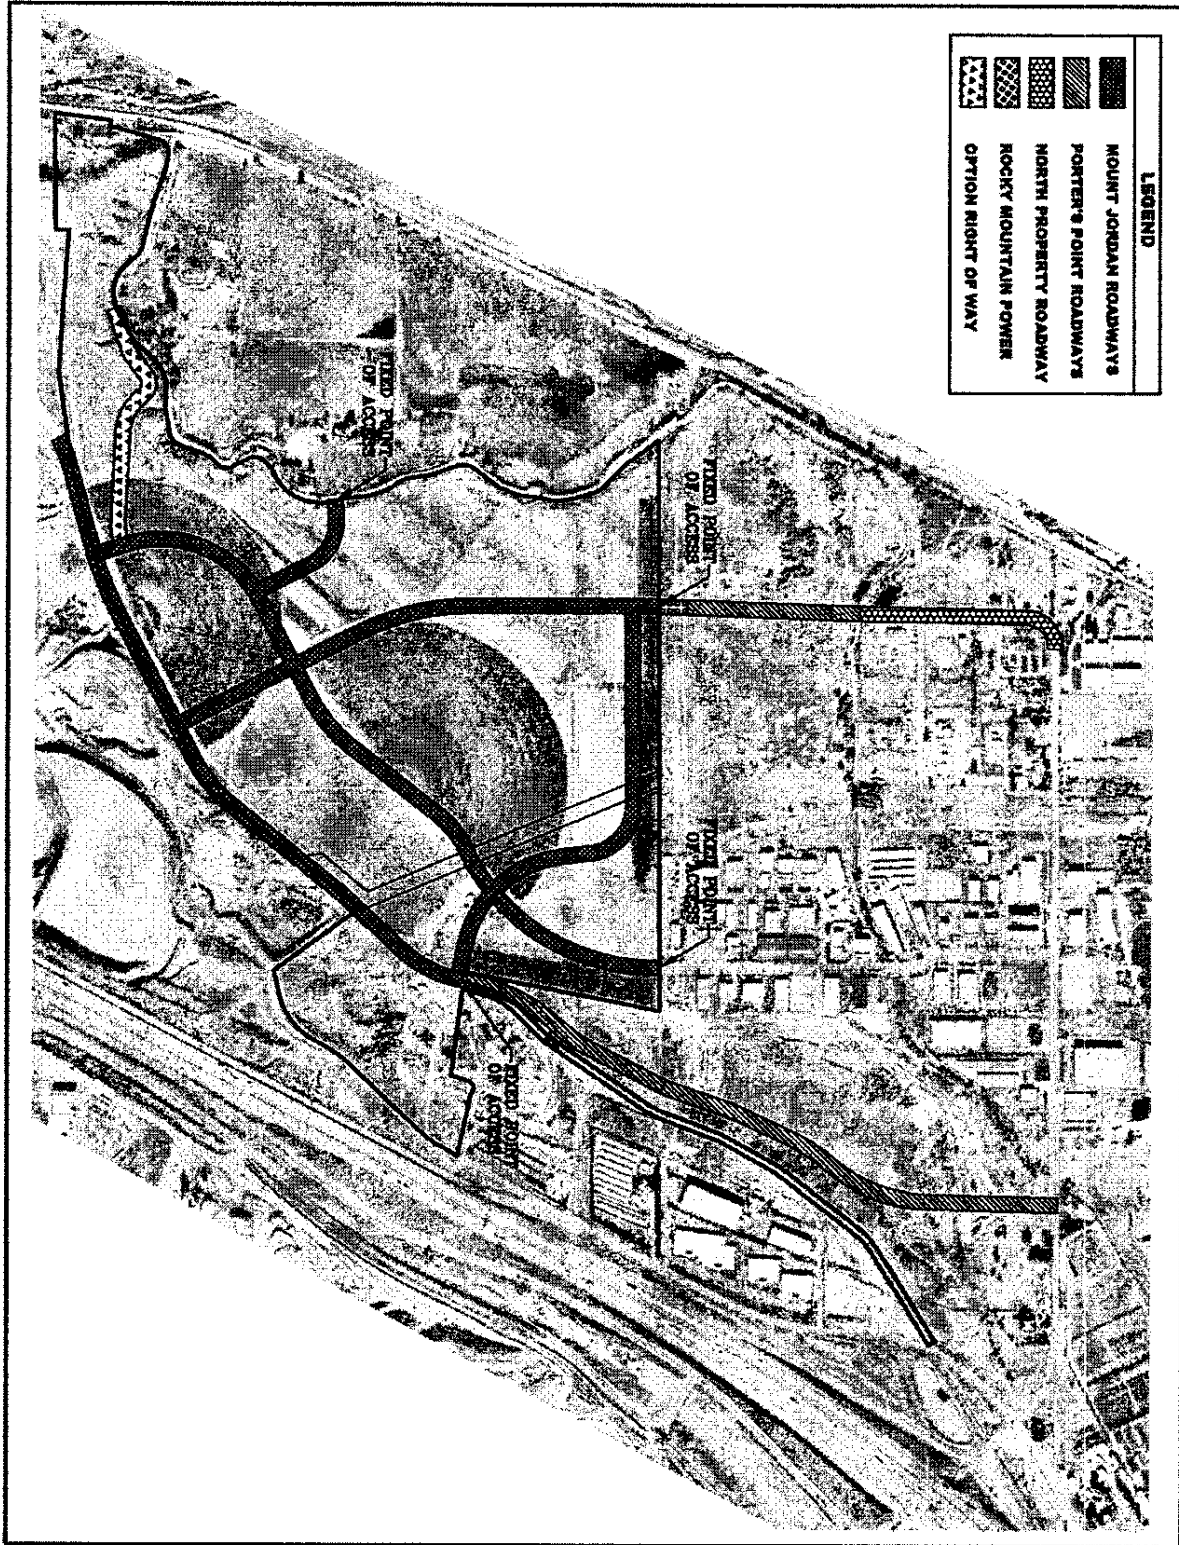 LEGEND
MOUNT JORDAN ROADWAYS
PORTER'S POINT ROADWAYS
NORTH PROPERTY ROADWAY
ROCKY MOUNTAIN POWER
OPTION RIGHT OF WAY
FIXED POINT
OF ACCESS
FIXED POINT
OF ACCESS
FIXED POINT
OF ACCESS
FIXED POINT
OF ACCESS